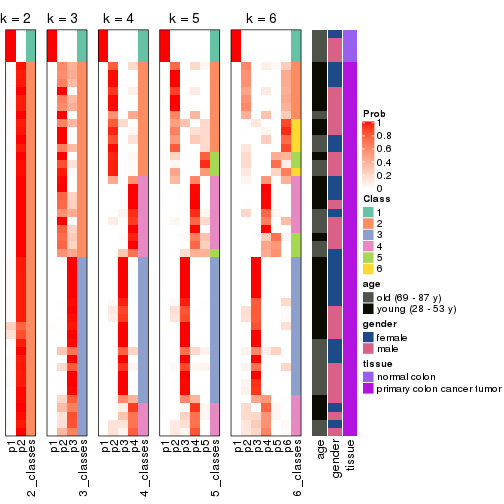 k = 2 k = 3 k = 4 k = 5 k = 6
Prob
1
0.8
0.6
0.4
0.2
0
Class
1
2
3
4
5
6
age
old (69 - 87 y)
young (28 - 53 y)
gender
female
male
tissue
normal colon
primary colon cancer tumor
p1
p2
2_classes
p1
p2
p3
3_classes
p1
p2
p3
p4
4_classes
p1
p2
p3
p4
p5
5_classes
p1
p2
p3
p4
p5
p6
6_classes
age
gender
tissue